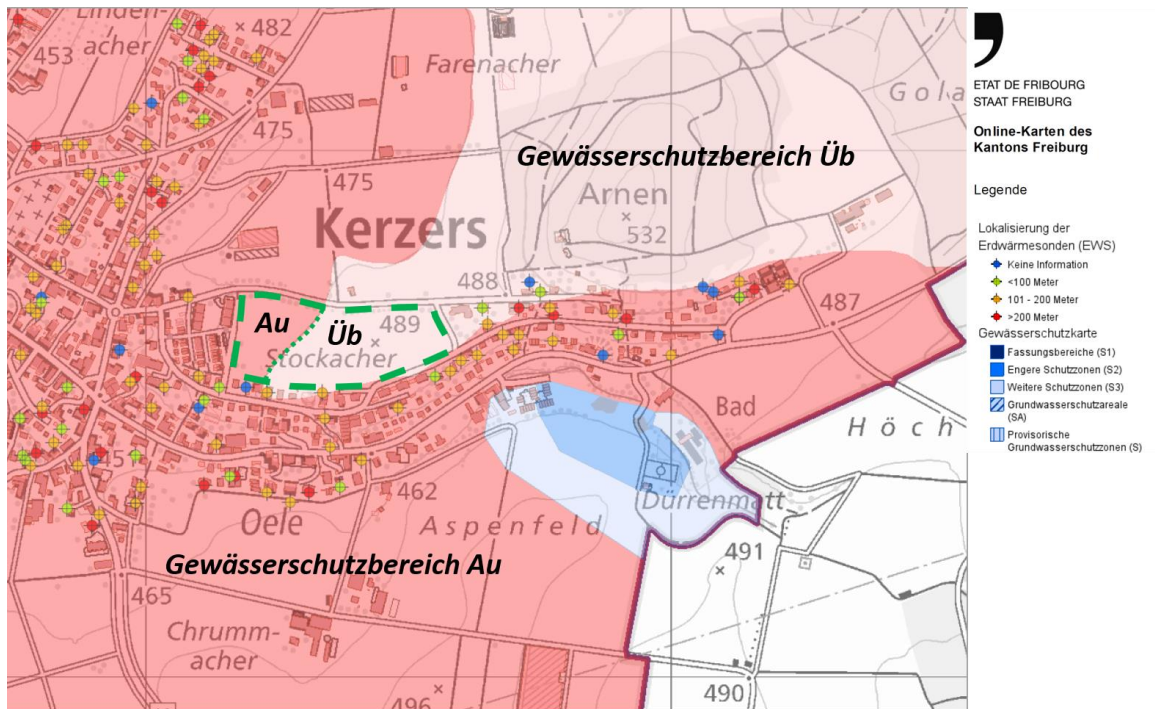 Linden-
acher
453
482
Farenacher
Gola
475
475
Gewässerschutzbereich Üb
Arnen
532
Kerzers
488
487
Au
Üb
489
Stockacher
Bad
Höch
451
462
Dürrenmatt
Oele
Aspenfeld
491
Gewässerschutzbereich Au
465
Chrumm-
acher
496
490
ETAT DE FRIBOURG
STAAT FREIBURG
Online-Karten des
Kantons Freiburg
Legende
Lokalisierung der
Erdwärmesonden (EWS)
Keine Information
<100 Meter
101 - 200 Meter
>200 Meter
Gewässerschutzkarte
Fassungsbereiche (S1)
Engere Schutzzonen (S2)
Weitere Schutzzonen (S3)
Grundwasserschutzareale
(SA)
Provisorische
Grundwasserschutzzonen (S)